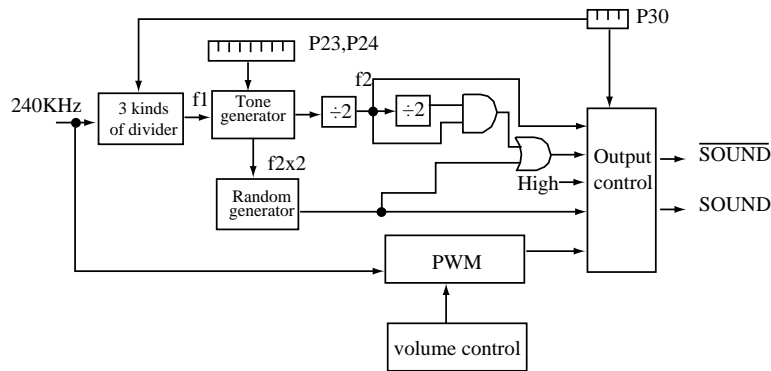 P30
P23,P24
240KHz
3 kinds
of divider
f1
Tone
generator
÷2
f2
÷2
f2x2
Random
generator
High
Output
control
SOUND
SOUND
PWM
volume control